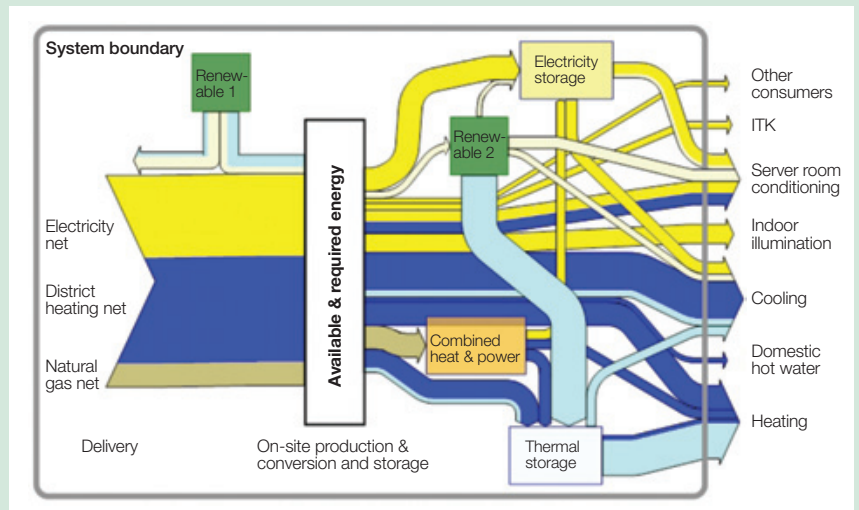 System boundary
Renew-
able 1
Electricity
storage
Renew-
able 2
Available & required energy
Combined
heat & power
Thermal
storage
Electricity
net
District
heating net
Natural
gas net
Delivery
On-site production &
conversion and storage
Other
consumers
ITK
Server room
conditioning
Indoor
illumination
Cooling
Domestic
hot water
Heating